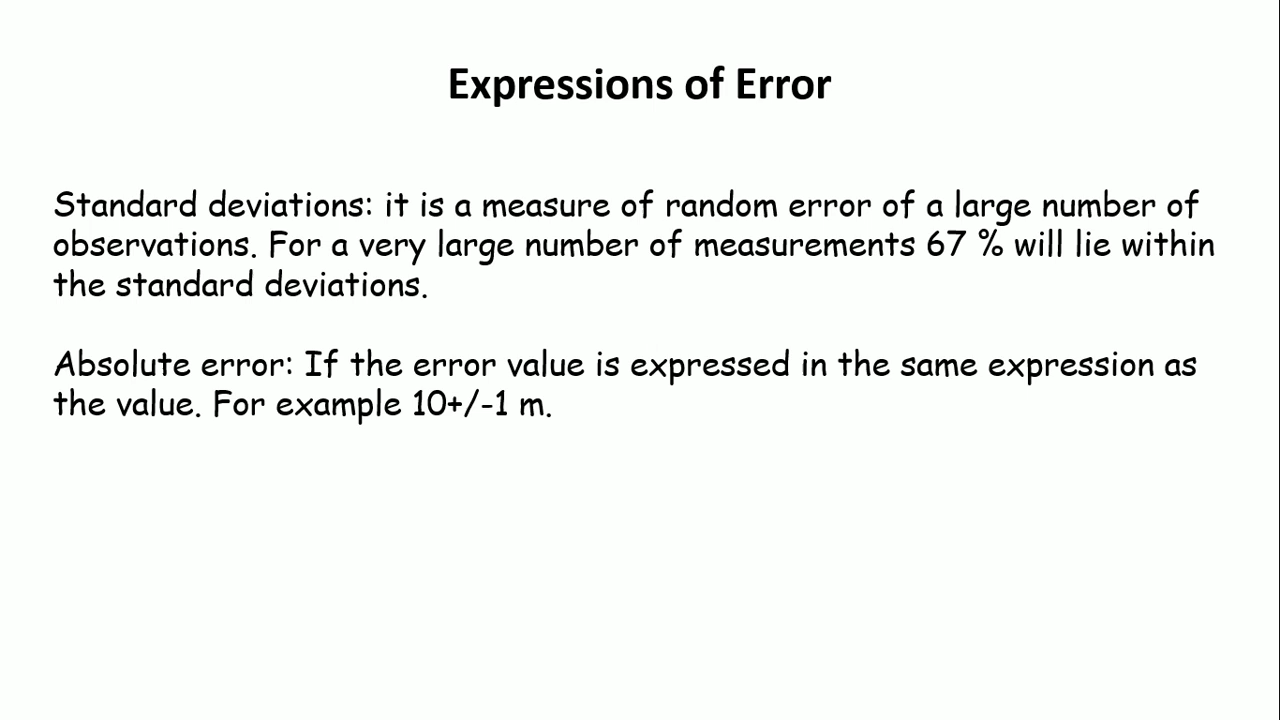 Expressions of Error
Standard deviations: it is a measure of random error of a large number of
observations. For a very large number of measurements 67 % will lie within
the standard deviations.
Absolute error: If the error value is expressed in the same expression as
the value. For example 10+/-1 m.